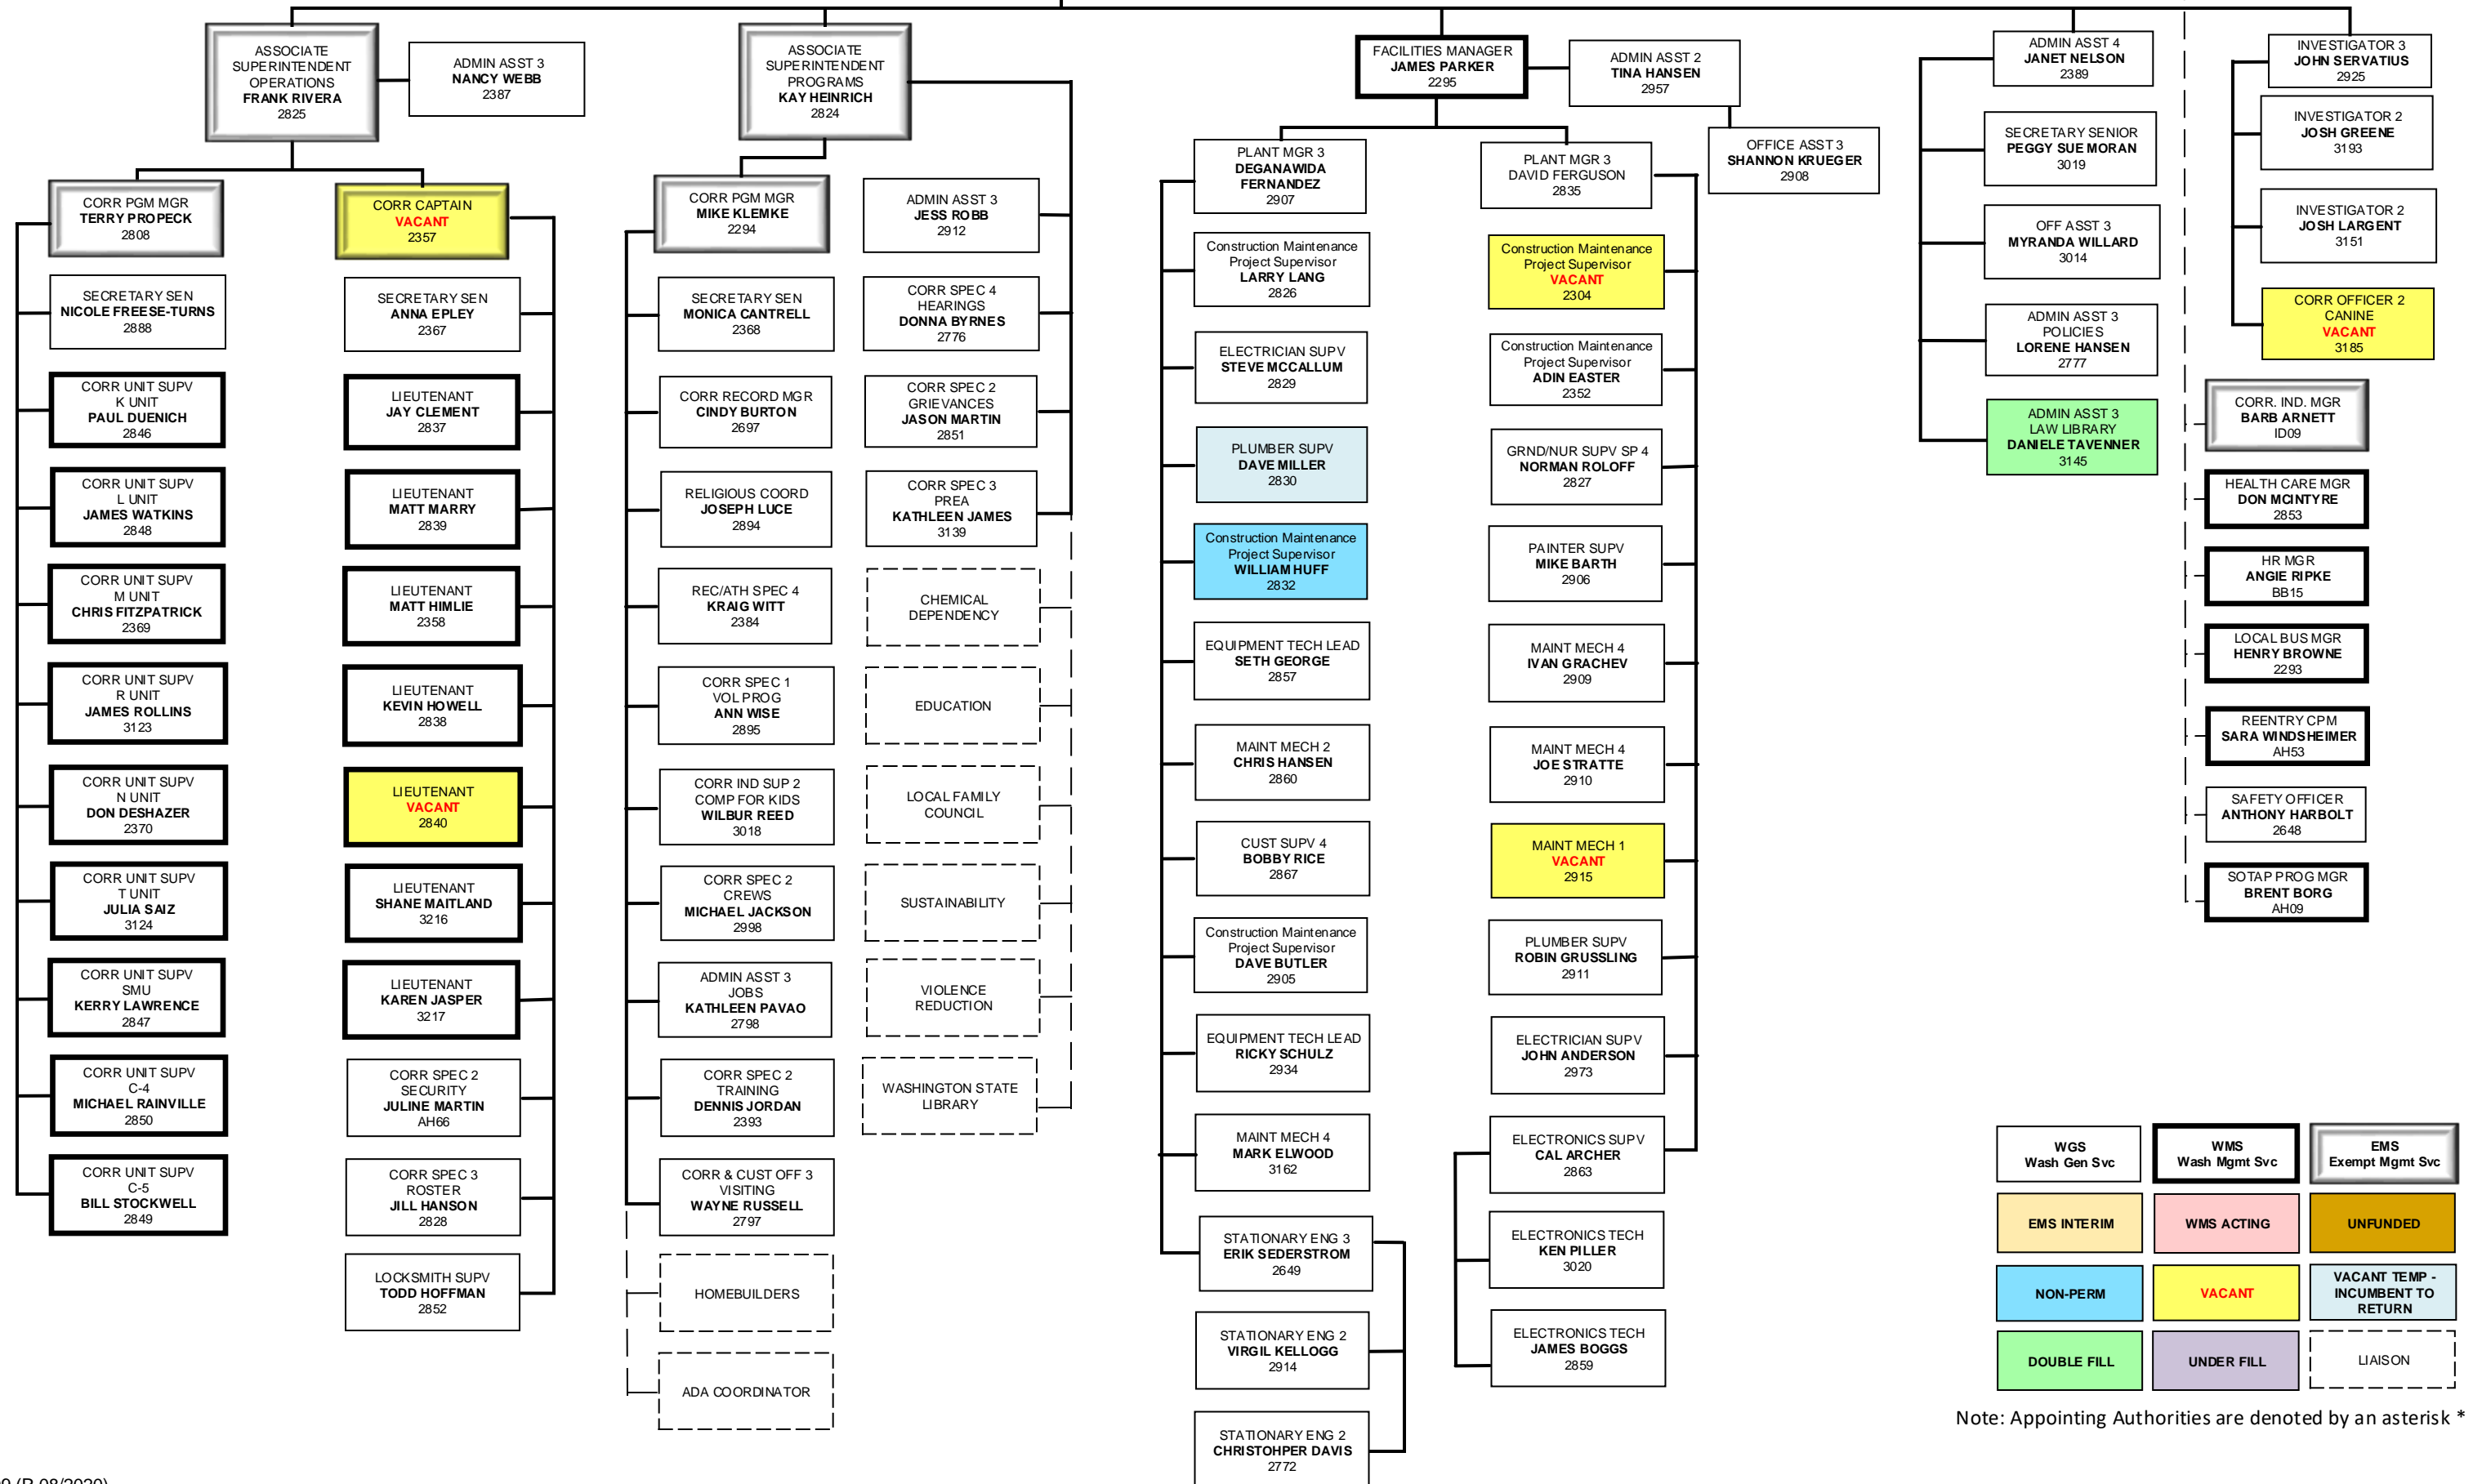 ASSOCIATE
SUPERINTENDENT
OPERATIONS
FRANK RIVERA
2825
ADMIN ASST 3
NANCY WEBB
2387
CORR PGM MGR
TERRY PROPECK
2808
SECRETARY SEN
NICOLE FREESE-TURNS
2888
CORR UNIT SUPV
K UNIT
PAUL DUENICH
2846
CORR UNIT SUPV
L UNIT
JAMES WATKINS
2848
CORR UNIT SUPV
M UNIT
CHRIS FITZPATRICK
2369
CORR UNIT SUPV
R UNIT
JAMES ROLLINS
3123
CORR UNIT SUPV
N UNIT
DON DESHAZER
2370
CORR UNIT SUPV
T UNIT
JULIA SAIZ
3124
CORR UNIT SUPV
SMU
KERRY LAWRENCE
2847
CORR UNIT SUPV
C-4
MICHAEL RAINVILLE
2850
CORR UNIT SUPV
C-5
BILL STOCKWELL
2849
CORR CAPTAIN
VACANT
2357
SECRETARY SEN
ANNA EPLEY
2367
LIEUTENANT
JAY CLEMENT
2837
LIEUTENANT
MATT MARRY
2839
LIEUTENANT
MATT HIMLIE
2358
LIEUTENANT
KEVIN HOWELL
2838
LIEUTENANT
VACANT
2840
LIEUTENANT
SHANE MAITLAND
3216
LIEUTENANT
KAREN JASPER
3217
CORR SPEC 2
SECURITY
JULINE MARTIN
AH66
CORR SPEC 3
ROSTER
JILL HANSON
2828
LOCKSMITH SUPV
TODD HOFFMAN
2852
ASSOCIATE
SUPERINTENDENT
PROGRAMS
KAY HEINRICH
2824
CORR PGM MGR
MIKE KLEMKE
2294
SECRETARY SEN
MONICA CANTRELL
2368
CORR RECORD MGR
CINDY BURTON
2697
RELIGIOUS COORD
JOSEPH LUCE
2894
REC/ATH SPEC 4
KRAIG WITT
2384
CORR SPEC 1
VOL PROG
ANN WISE
2895
CORR IND SUP 2
COMP FOR KIDS
WILBUR REED
3018
CORR SPEC 2
CREWS
MICHAEL JACKSON
2998
ADMIN ASST 3
JOBS
KATHLEEN PAVAO
2798
CORR SPEC 2
TRAINING
DENNIS JORDAN
2393
CORR & CUST OFF 3
VISITING
WAYNE RUSSELL
2797
HOMEBUILDERS
ADA COORDINATOR
ADMIN ASST 3
JESS ROBB
2912
CORR SPEC 4
HEARINGS
DONNA BYRNES
2776
CORR SPEC 2
GRIEVANCES
JASON MARTIN
2851
CORR SPEC 3
PREA
KATHLEEN JAMES
3139
CHEMICAL
DEPENDENCY
EDUCATION
LOCAL FAMILY
COUNCIL
SUSTAINABILITY
VIOLENCE
REDUCTION
WASHINGTON STATE
LIBRARY
FACILITIES MANAGER
JAMES PARKER
2295
ADMIN ASST 2
TINA HANSEN
2957
OFFICE ASST 3
SHANNON KRUEGER
2908
PLANT MGR 3
DEGANAWIDA
FERNANDEZ
2907
Construction Maintenance
Project Supervisor
LARRY LANG
2826
ELECTRICIAN SUPV
STEVE MCCALLUM
2829
PLUMBER SUPV
DAVE MILLER
2830
Construction Maintenance
Project Supervisor
WILLIAM HUFF
2832
EQUIPMENT TECH LEAD
SETH GEORGE
2857
MAINT MECH 2
CHRIS HANSEN
2860
CUST SUPV 4
BOBBY RICE
2867
Construction Maintenance
Project Supervisor
DAVE BUTLER
2905
EQUIPMENT TECH LEAD
RICKY SCHULZ
2934
MAINT MECH 4
MARK ELWOOD
3162
STATIONARY ENG 3
ERIK SEDERSTROM
2649
STATIONARY ENG 2
VIRGIL KELLOGG
2914
STATIONARY ENG 2
CHRISTOHPER DAVIS
2772
PLANT MGR 3
DAVID FERGUSON
2835
Construction Maintenance
Project Supervisor
VACANT
2304
Construction Maintenance
Project Supervisor
ADIN EASTER
2352
GRND/NUR SUPV SP 4
NORMAN ROLOFF
2827
PAINTER SUPV
MIKE BARTH
2906
MAINT MECH 4
IVAN GRACHEV
2909
MAINT MECH 4
JOE STRATTE
2910
MAINT MECH 1
VACANT
2915
PLUMBER SUPV
ROBIN GRUSSLING
2911
ELECTRICIAN SUPV
JOHN ANDERSON
2973
ELECTRONICS SUPV
CAL ARCHER
2863
ELECTRONICS TECH
KEN PILLER
3020
ELECTRONICS TECH
JAMES BOGGS
2859
ADMIN ASST 4
JANET NELSON
2389
SECRETARY SENIOR
PEGGY SUE MORAN
3019
OFF ASST 3
MYRANDA WILLARD
3014
ADMIN ASST 3
POLICIES
LORENE HANSEN
2777
ADMIN ASST 3
LAW LIBRARY
DANIELE TAVENNER
3145
INVESTIGATOR 3
JOHN SERVATIUS
2925
INVESTIGATOR 2
JOSH GREENE
3193
INVESTIGATOR 2
JOSH LARGENT
3151
CORR OFFICER 2
CANINE
VACANT
3185
CORR. IND. MGR
BARB ARNETT
ID09
HEALTH CARE MGR
DON MCINTYRE
2853
HR MGR
ANGIE RIPKE
BB15
LOCAL BUS MGR
HENRY BROWNE
2293
REENTRY CPM
SARA WINDSHEIMER
AH53
SAFETY OFFICER
ANTHONY HARBOLT
2648
SOTAP PROG MGR
BRENT BORG
AH09
WGS
Wash Gen Svc
WMS
Wash Mgmt Svc
EMS
Exempt Mgmt Svc
EMS INTERIM
WMS ACTING
UNFUNDED
NON-PERM
VACANT
VACANT TEMP -
INCUMBENT TO
RETURN
DOUBLE FILL
UNDER FILL
LIAISON
Note: Appointing Authorities are denoted by an asterisk *